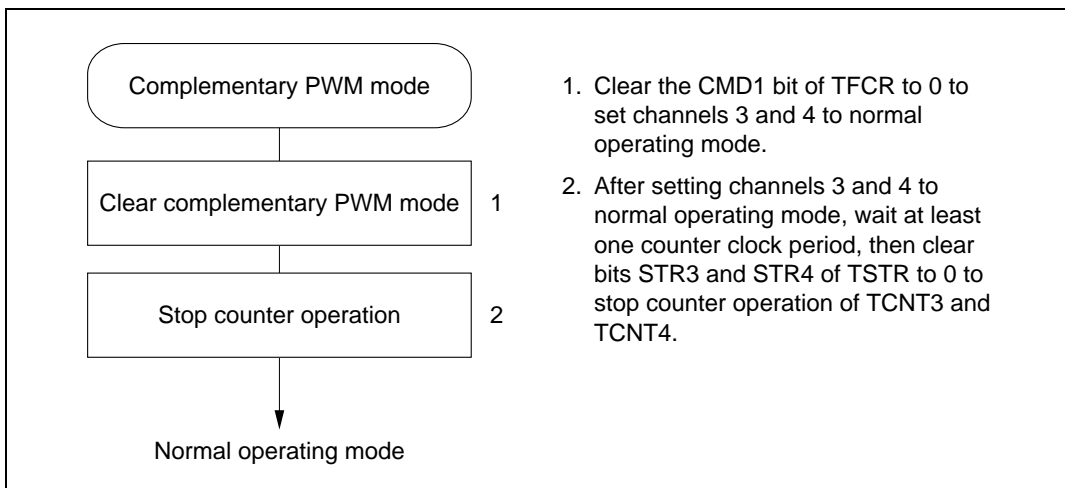 Complementary PWM mode
Clear complementary PWM mode 1
Stop counter operation 2
Normal operating mode
1. Clear the CMD1 bit of TFCR to 0 to
set channels 3 and 4 to normal
operating mode.
2. After setting channels 3 and 4 to
normal operating mode, wait at least
one counter clock period, then clear
bits STR3 and STR4 of TSTR to 0 to
stop counter operation of TCNT3 and
TCNT4.